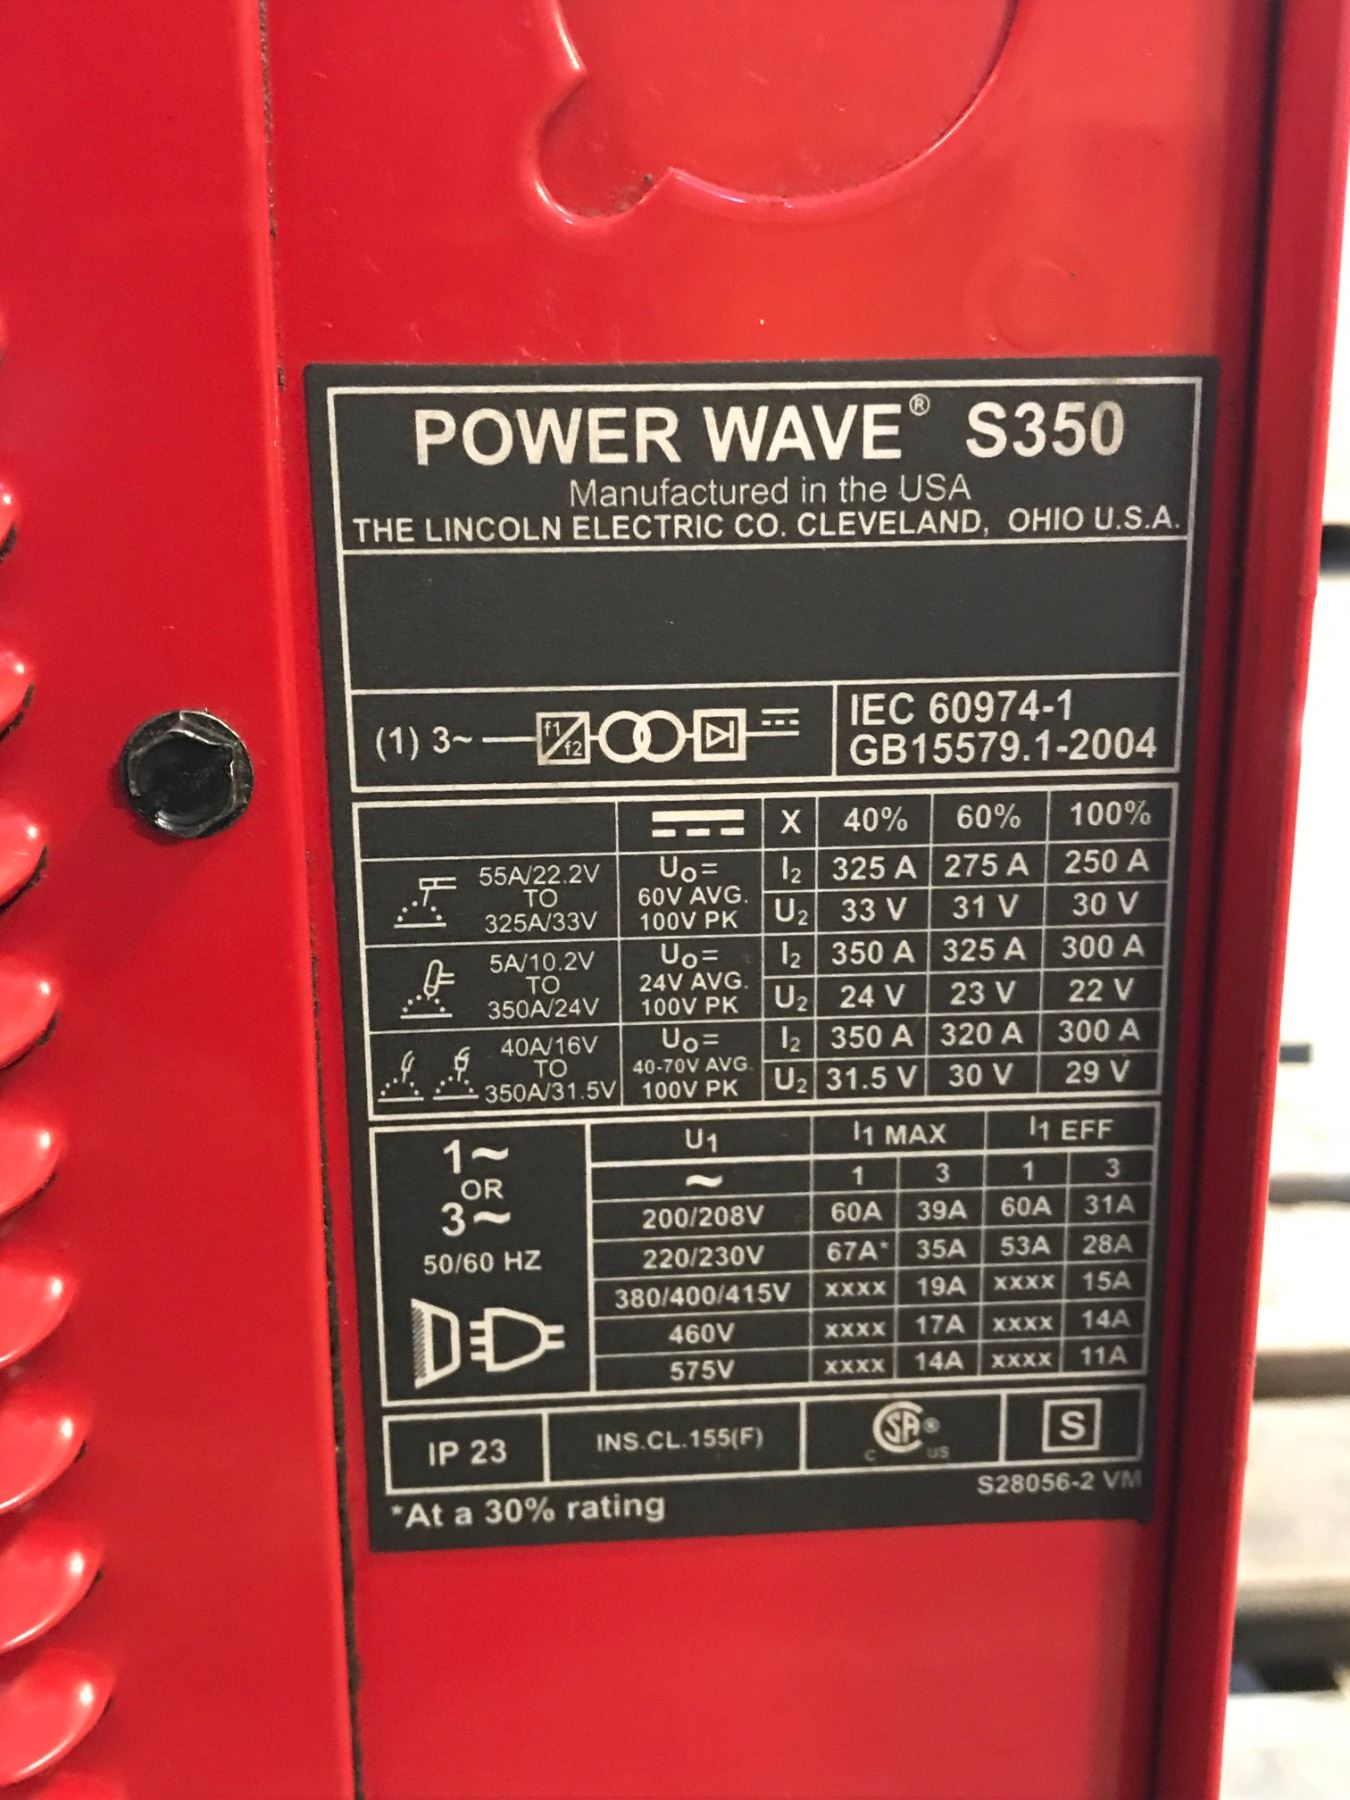 POWER WAVE® S350
Manufactured in the USA
THE LINCOLN ELECTRIC CO. CLEVELAND, OHIO U.S.A.
(1) 3~ f1 f2
IEC 60974-1
GB15579.1-2004
X 40% 60% 100%
55A/22.2V
TO
325A/33V
U0=
60V AVG.
100V PK
I2 325 A 275 A 250 A
U2 33 V 31 V 30 V
5A/10.2V
TO
350A/24V
U0=
24V AVG.
100V PK
I2 350 A 325 A 300 A
U2 24 V 23 V 22 V
40A/16V
TO
350A/31.5V
U0=
40-70V AVG.
100V PK
I2 350 A 320 A 300 A
U2 31.5 V 30 V 29 V
1~
OR
3~
50/60 HZ
U1 I1 MAX I1 EFF
~ 1 3 1 3
200/208V 60A 39A 60A 31A
220/230V 67A* 35A 53A 28A
380/400/415V xxxx 19A xxxx 15A
460V xxxx 17A xxxx 14A
575V xxxx 14A xxxx 11A
IP 23
INS.CL.155(F)
C SA® US
S
S28056-2 VM
*At a 30% rating